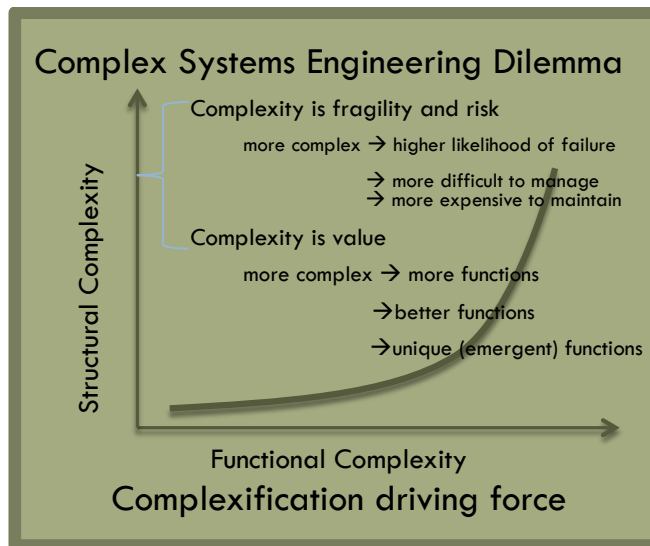 Complex Systems Engineering Dilemma
Complexity is fragility and risk
more complex → higher likelihood of failure
→ more difficult to manage
→ more expensive to maintain
Complexity is value
more complex → more functions
→better functions
→unique (emergent) functions
Structural Complexity
Functional Complexity
Complexification driving force